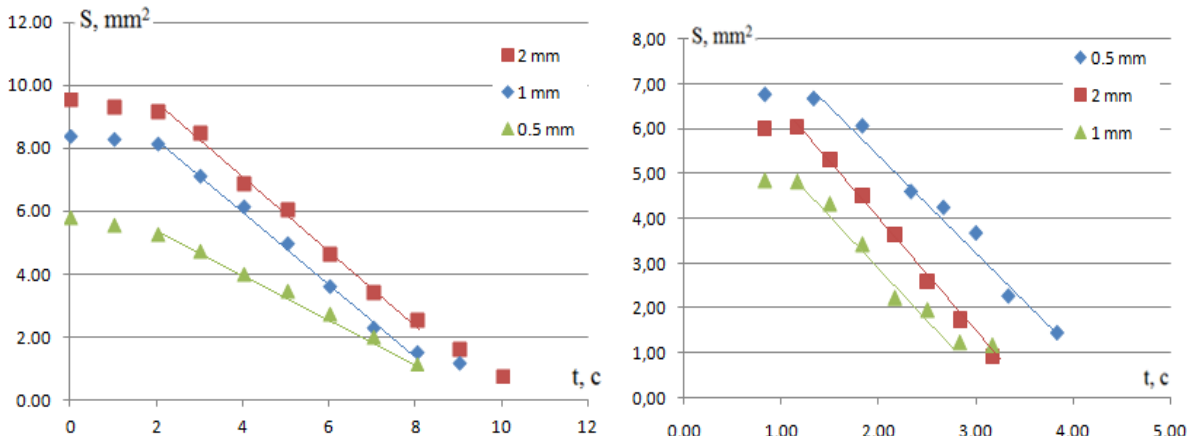 S, mm²
12.00
10.00
8.00
6.00
4.00
2.00
0.00
0 2 4 6 8 10 12
t, c
2 mm
1 mm
0.5 mm
S, mm²
8,00
7,00
6,00
5,00
4,00
3,00
2,00
1,00
0,00
0.00 1.00 2.00 3.00 4.00 5.00
t, c
0.5 mm
2 mm
1 mm